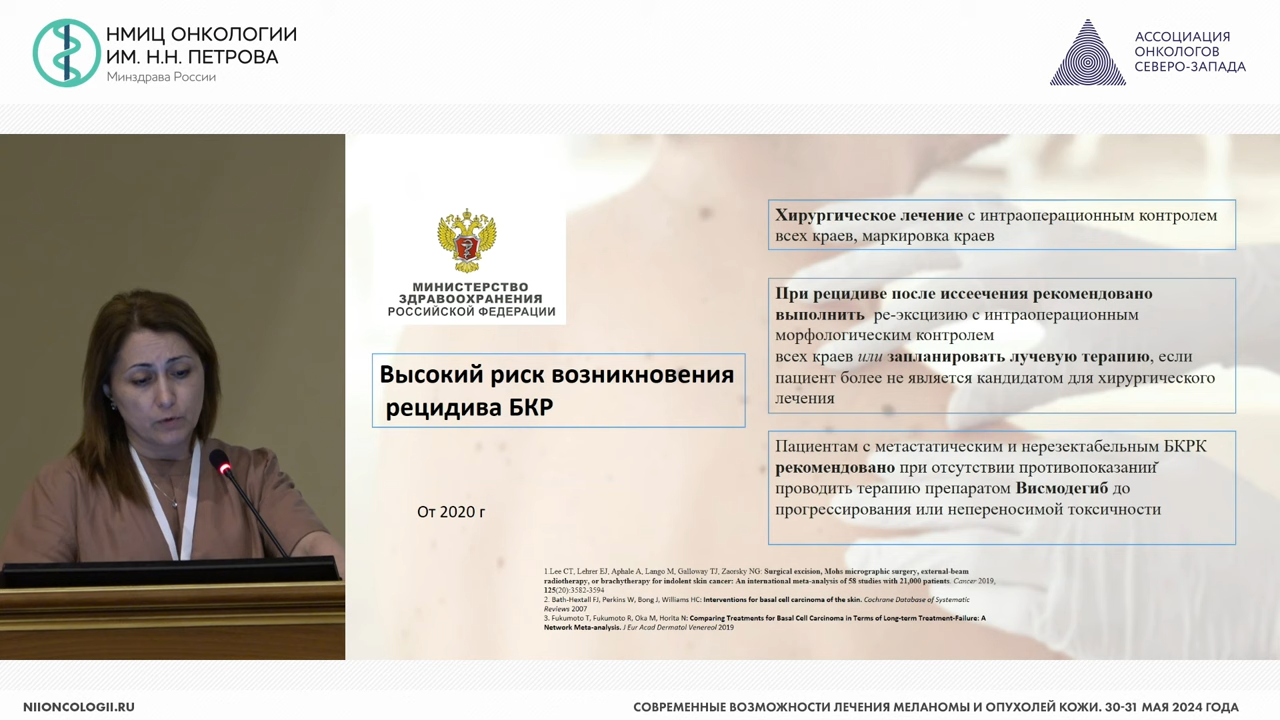 НМИЦ ОНКОЛОГИИ
ИМ. Н.Н. ПЕТРОВА
Минздрава России
АССОЦИАЦИЯ
ОНКОЛОГОВ
СЕВЕРО-ЗАПАДА
МИНИСТЕРСТВО
ЗДРАВООХРАНЕНИЯ
РОССИЙСКОЙ ФЕДЕРАЦИИ
Высокий риск возникновения
рецидива БКР
От 2020 г
Хирургическое лечение с интраоперационным контролем
всех краев, маркировка краев
При рецидиве после иссеечения рекомендовано
выполнить ре-эксцизию с интраоперационным
морфологическим контролем
всех краев или запланировать лучевую терапию, если
пациент более не является кандидатом для хирургического
лечения
Пациентам с метастатическим и нерезектабельным БКРК
рекомендовано при отсутствии противопоказаний
проводить терапию препаратом Висмодегиб до
прогрессирования или непереносимой токсичности
1.Lee CT, Lehrer EJ, Aphale A, Lango M, Galloway TJ, Zaorsky NG: Surgical excision, Mohs micrographic surgery, external-beam
radiotherapy, or brachytherapy for indolent skin cancer: An international meta-analysis of 58 studies with 21,000 patients. Cancer 2019,
125(20):3582-3594
2. Bath-Hextall FJ, Perkins W, Bong J, Williams HC: Interventions for basal cell carcinoma of the skin. Cochrane Database of Systematic
Reviews 2007
3. Fukumoto T, Fukumoto R, Oka M, Horita N: Comparing Treatments for Basal Cell Carcinoma in Terms of Long-term Treatment-Failure: A
Network Meta-analysis. J Eur Acad Dermatol Venereol 2019
NIIONCOLOGII.RU
СОВРЕМЕННЫЕ ВОЗМОЖНОСТИ ЛЕЧЕНИЯ МЕЛАНОМЫ И ОПУХОЛЕЙ КОЖИ. 30-31 МАЯ 2024 ГОДА